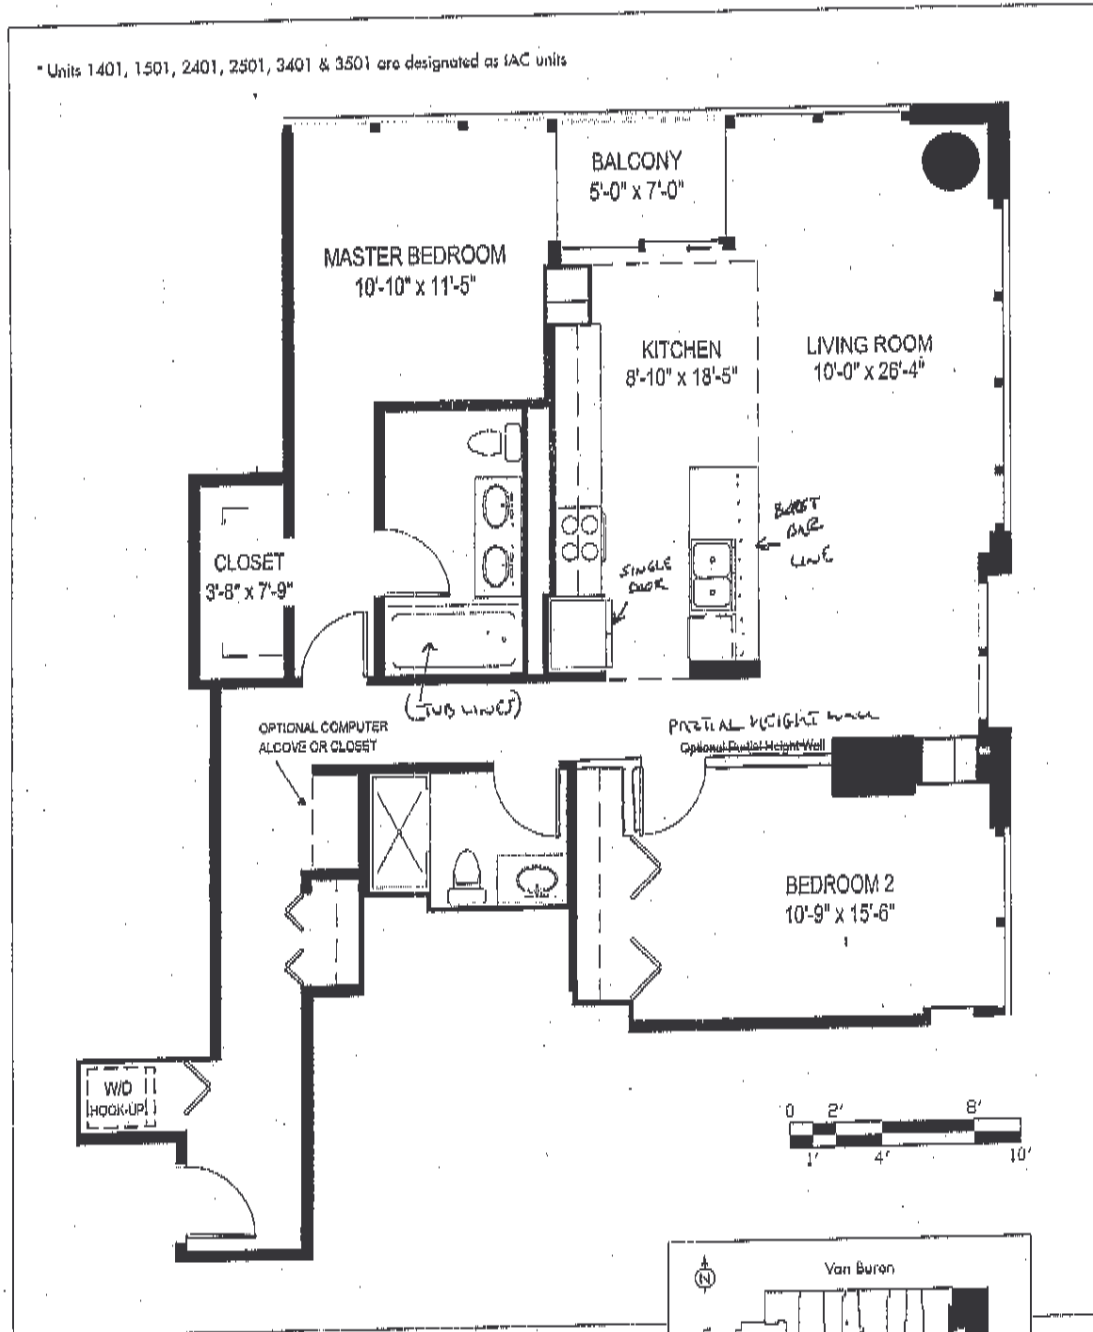 * Units 1401, 1501, 2401, 2501, 3401 & 3501 are designated as IAC units
BALCONY
5'-0" x 7'-0"
MASTER BEDROOM
10'-10" x 11'-5"
KITCHEN
8'-10" x 18'-5"
LIVING ROOM
10'-0" x 26'-4"
BAR
LINE
SINGLE
DOOR
CLOSET
3'-8" x 7'-9"
(TUB LINES)
OPTIONAL COMPUTER
ALCOVE OR CLOSET
PARTIAL HEIGHT WALL
Optional Partial Height Wall
BEDROOM 2
10'-9" x 15'-6"
W/D
HOOK-UP
0 2' 8'
1' 4' 10'
N
Van Buren